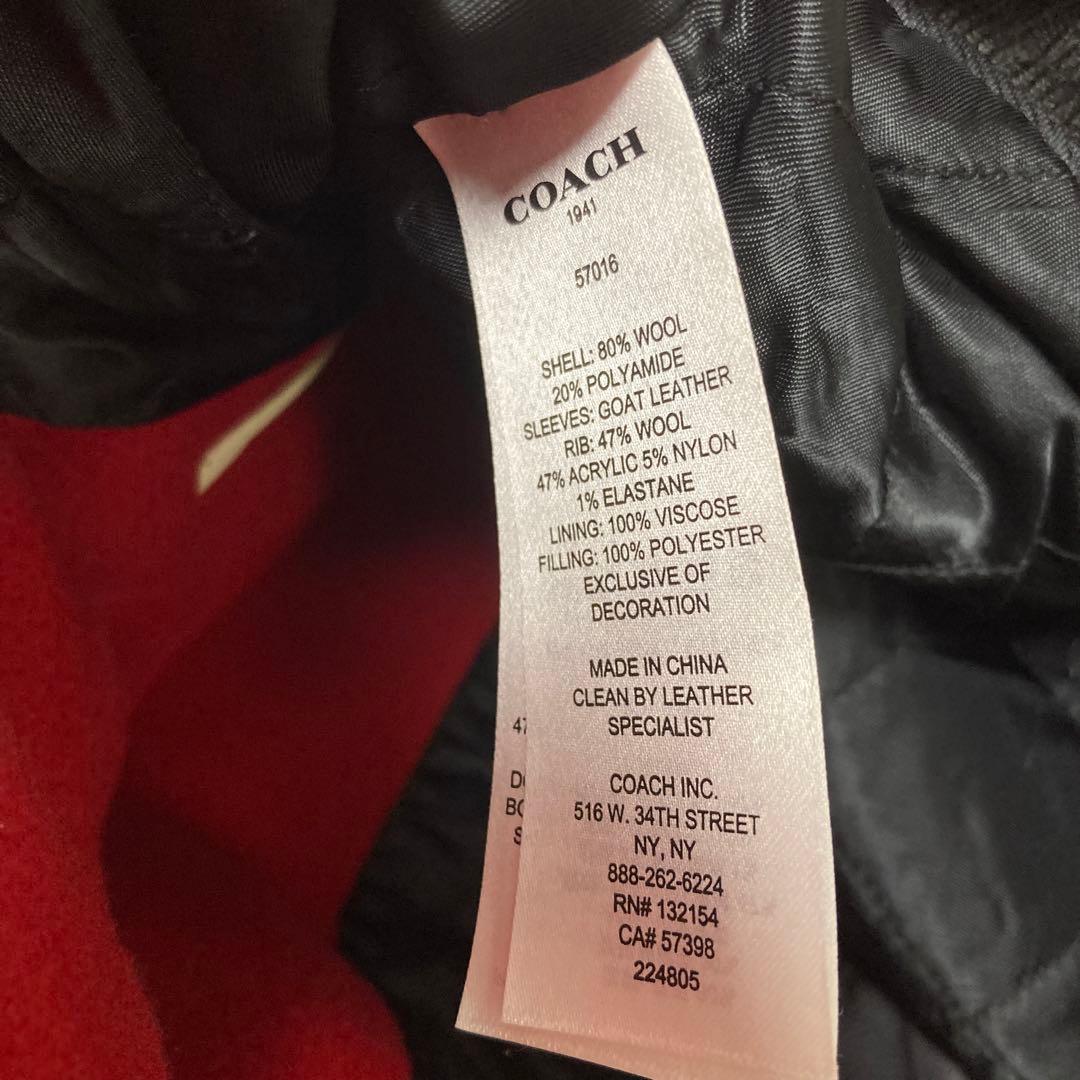 COACH
1941
57016
SHELL: 80% WOOL
20% POLYAMIDE
SLEEVES: GOAT LEATHER
RIB: 47% WOOL
47% ACRYLIC 5% NYLON
1% ELASTANE
LINING: 100% VISCOSE
FILLING: 100% POLYESTER
EXCLUSIVE OF
DECORATION
MADE IN CHINA
CLEAN BY LEATHER
SPECIALIST
COACH INC.
516 W. 34TH STREET
NY, NY
888-262-6224
RN# 132154
CA# 57398
224805
47